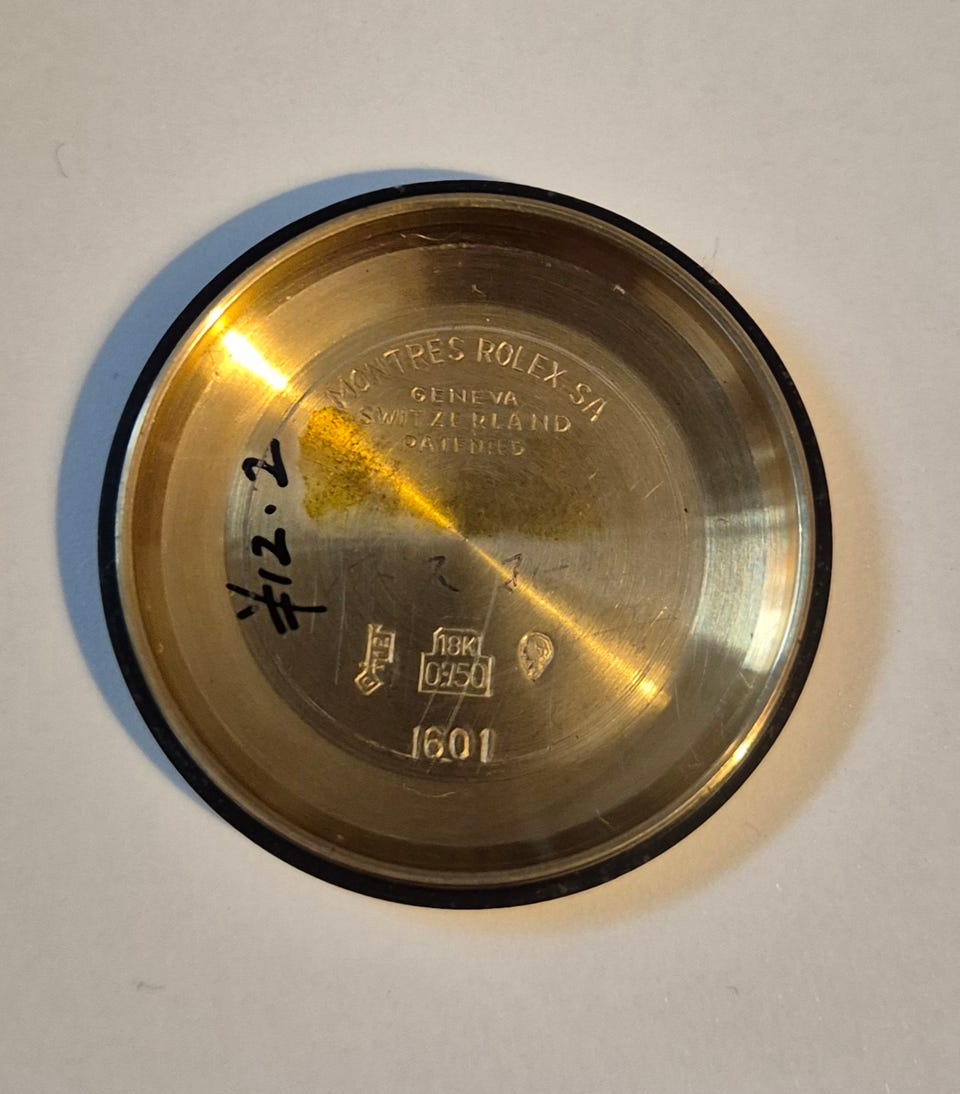 MONTRES ROLEX-SA
GENEVA
SWITZERLAND
PATENTED
¥12.2
18K
0.750
1601